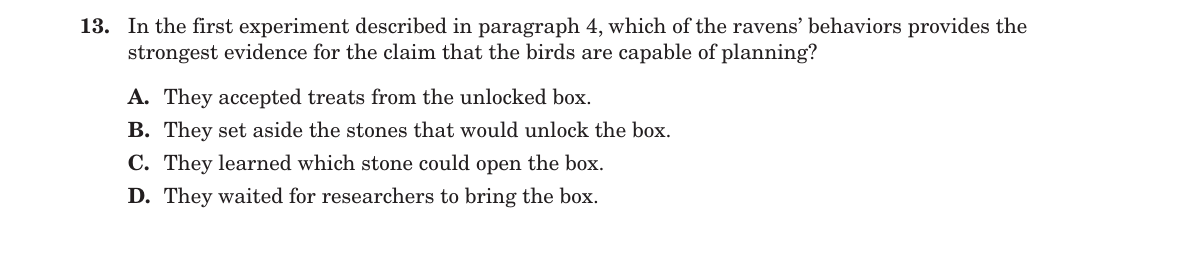 13. In the first experiment described in paragraph 4, which of the ravens’ behaviors provides the
strongest evidence for the claim that the birds are capable of planning?
A. They accepted treats from the unlocked box.
B. They set aside the stones that would unlock the box.
C. They learned which stone could open the box.
D. They waited for researchers to bring the box.